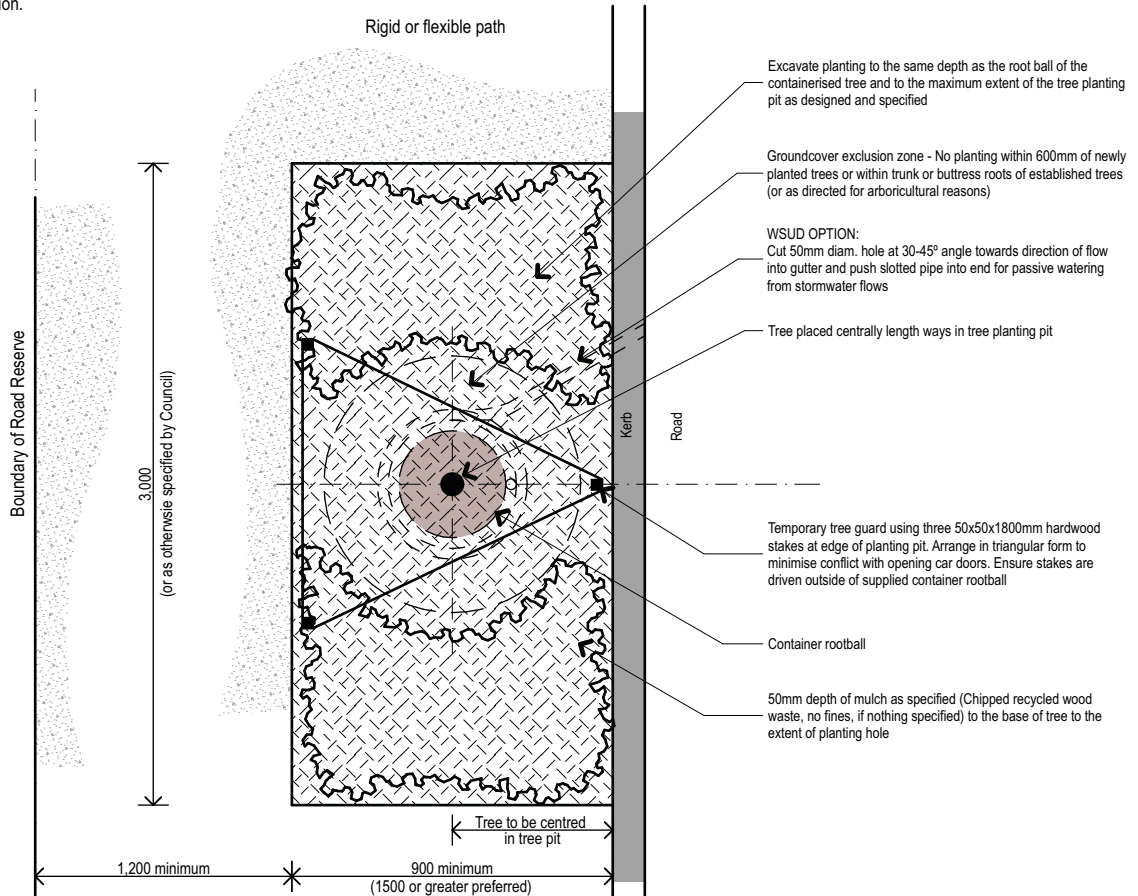 ion.
Rigid or flexible path
Excavate planting to the same depth as the root ball of the
containerised tree and to the maximum extent of the tree planting
pit as designed and specified
Groundcover exclusion zone - No planting within 600mm of newly
planted trees or within trunk or buttress roots of established trees
(or as directed for arboricultural reasons)
WSUD OPTION:
Cut 50mm diam. hole at 30-45º angle towards direction of flow
into gutter and push slotted pipe into end for passive watering
from stormwater flows
Tree placed centrally length ways in tree planting pit
Boundary of Road Reserve
3,000
(or as otherwsie specified by Council)
Kerb
Road
Temporary tree guard using three 50x50x1800mm hardwood
stakes at edge of planting pit. Arrange in triangular form to
minimise conflict with opening car doors. Ensure stakes are
driven outside of supplied container rootball
Container rootball
50mm depth of mulch as specified (Chipped recycled wood
waste, no fines, if nothing specified) to the base of tree to the
extent of planting hole
Tree to be centred
in tree pit
1,200 minimum
900 minimum
(1500 or greater preferred)